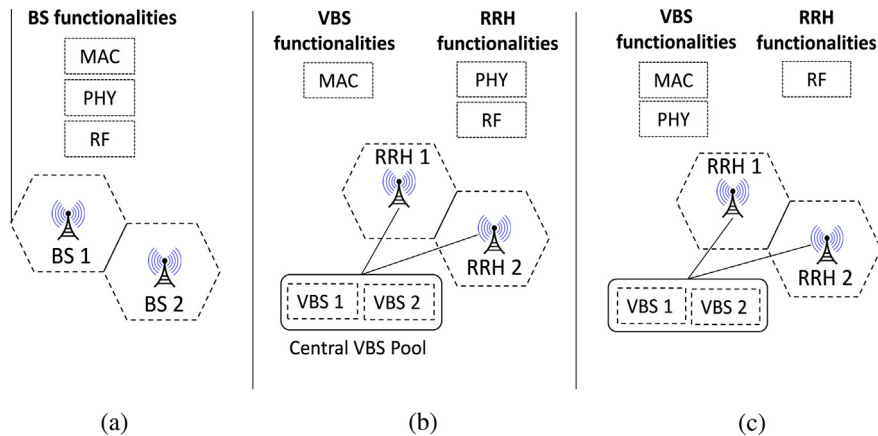 BS functionalities
MAC
PHY
RF
BS 1
BS 2
(a)
VBS functionalities
MAC
RRH functionalities
PHY
RF
RRH 1
RRH 2
VBS 1
VBS 2
Central VBS Pool
(b)
VBS functionalities
MAC
PHY
RRH functionalities
RF
RRH 1
RRH 2
VBS 1
VBS 2
(c)